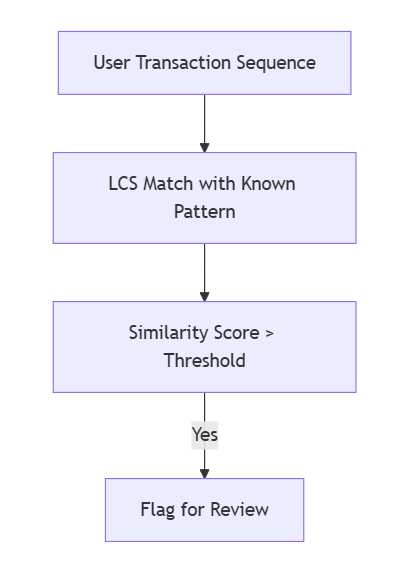 User Transaction Sequence
LCS Match with Known
Pattern
Similarity Score >
Threshold
Yes
Flag for Review